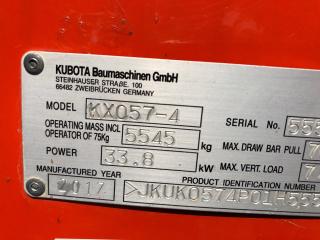 KUBOTA Baumaschinen GmbH
STEINHAUSER STRAßE. 100
66482 ZWEIBRÜCKEN GERMANY
MODEL KX057-4 SERIAL No. 555
OPERATING MASS INCL. OPERATOR OF 75Kg 5545 kg MAX. DRAW BAR PULL
POWER 33.8 kW MAX. VERT. LOAD
MANUFACTURED YEAR PRODUCT IDENTIFICATION NUMBER
2017 JKUK0574P01H555